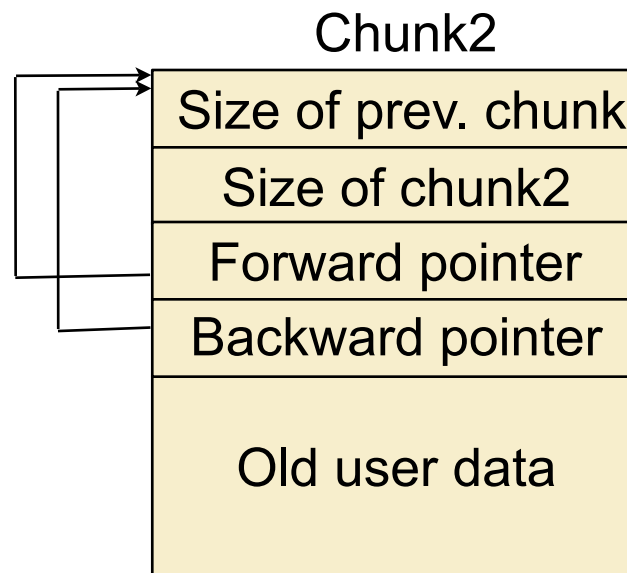 Chunk2
Size of prev. chunk
Size of chunk2
Forward pointer
Backward pointer
Old user data